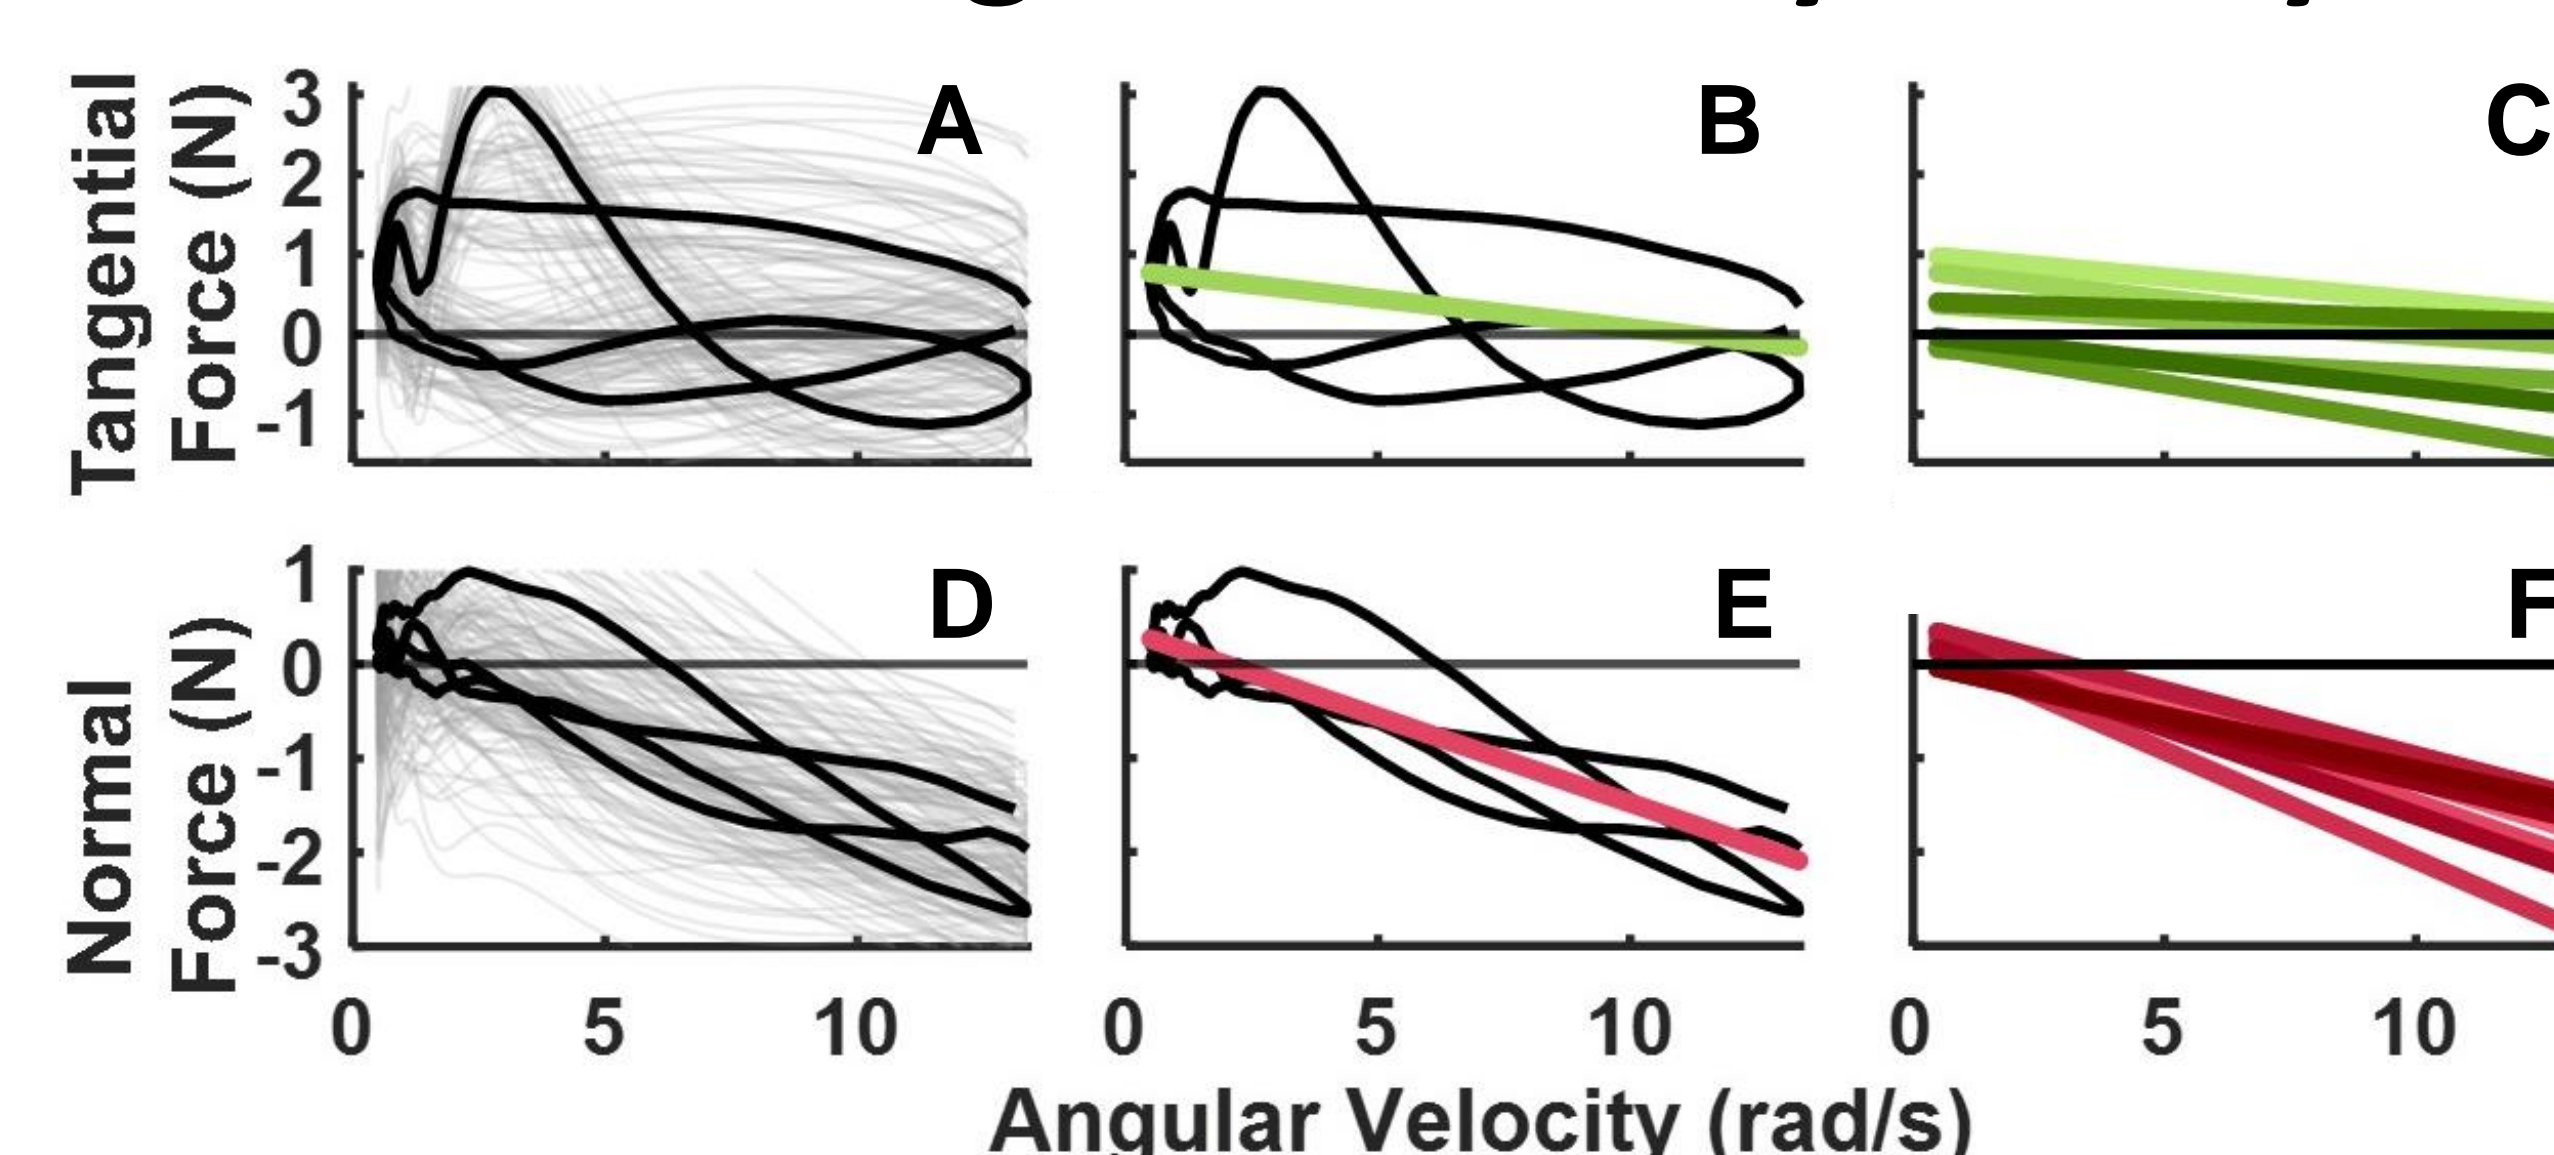 Tangential
Force (N)
3
2
1
0
-1
A
B
C
Normal
Force (N)
1
0
-1
-2
-3
D
E
F
0 5 10
0 5 10
0 5 10
Angular Velocity (rad/s)